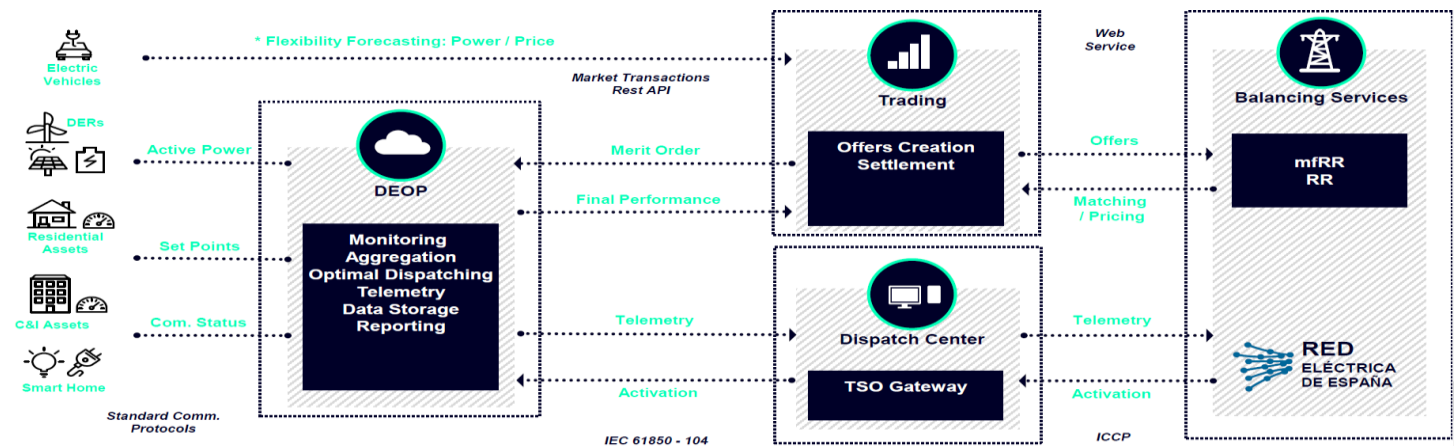 * Flexibility Forecasting: Power / Price
Market Transactions
Rest API
Web
Service
Electric
Vehicles
DERs
Residential
Assets
C&I Assets
Smart Home
Standard Comm.
Protocols
Active Power
Set Points
Com. Status
DEOP
Monitoring
Aggregation
Optimal Dispatching
Telemetry
Data Storage
Reporting
Merit Order
Final Performance
Telemetry
Activation
IEC 61850 - 104
Trading
Offers Creation
Settlement
Dispatch Center
TSO Gateway
Offers
Matching
/ Pricing
Telemetry
Activation
ICCP
Balancing Services
mfRR
RR
RED
ELÉCTRICA
DE ESPAÑA